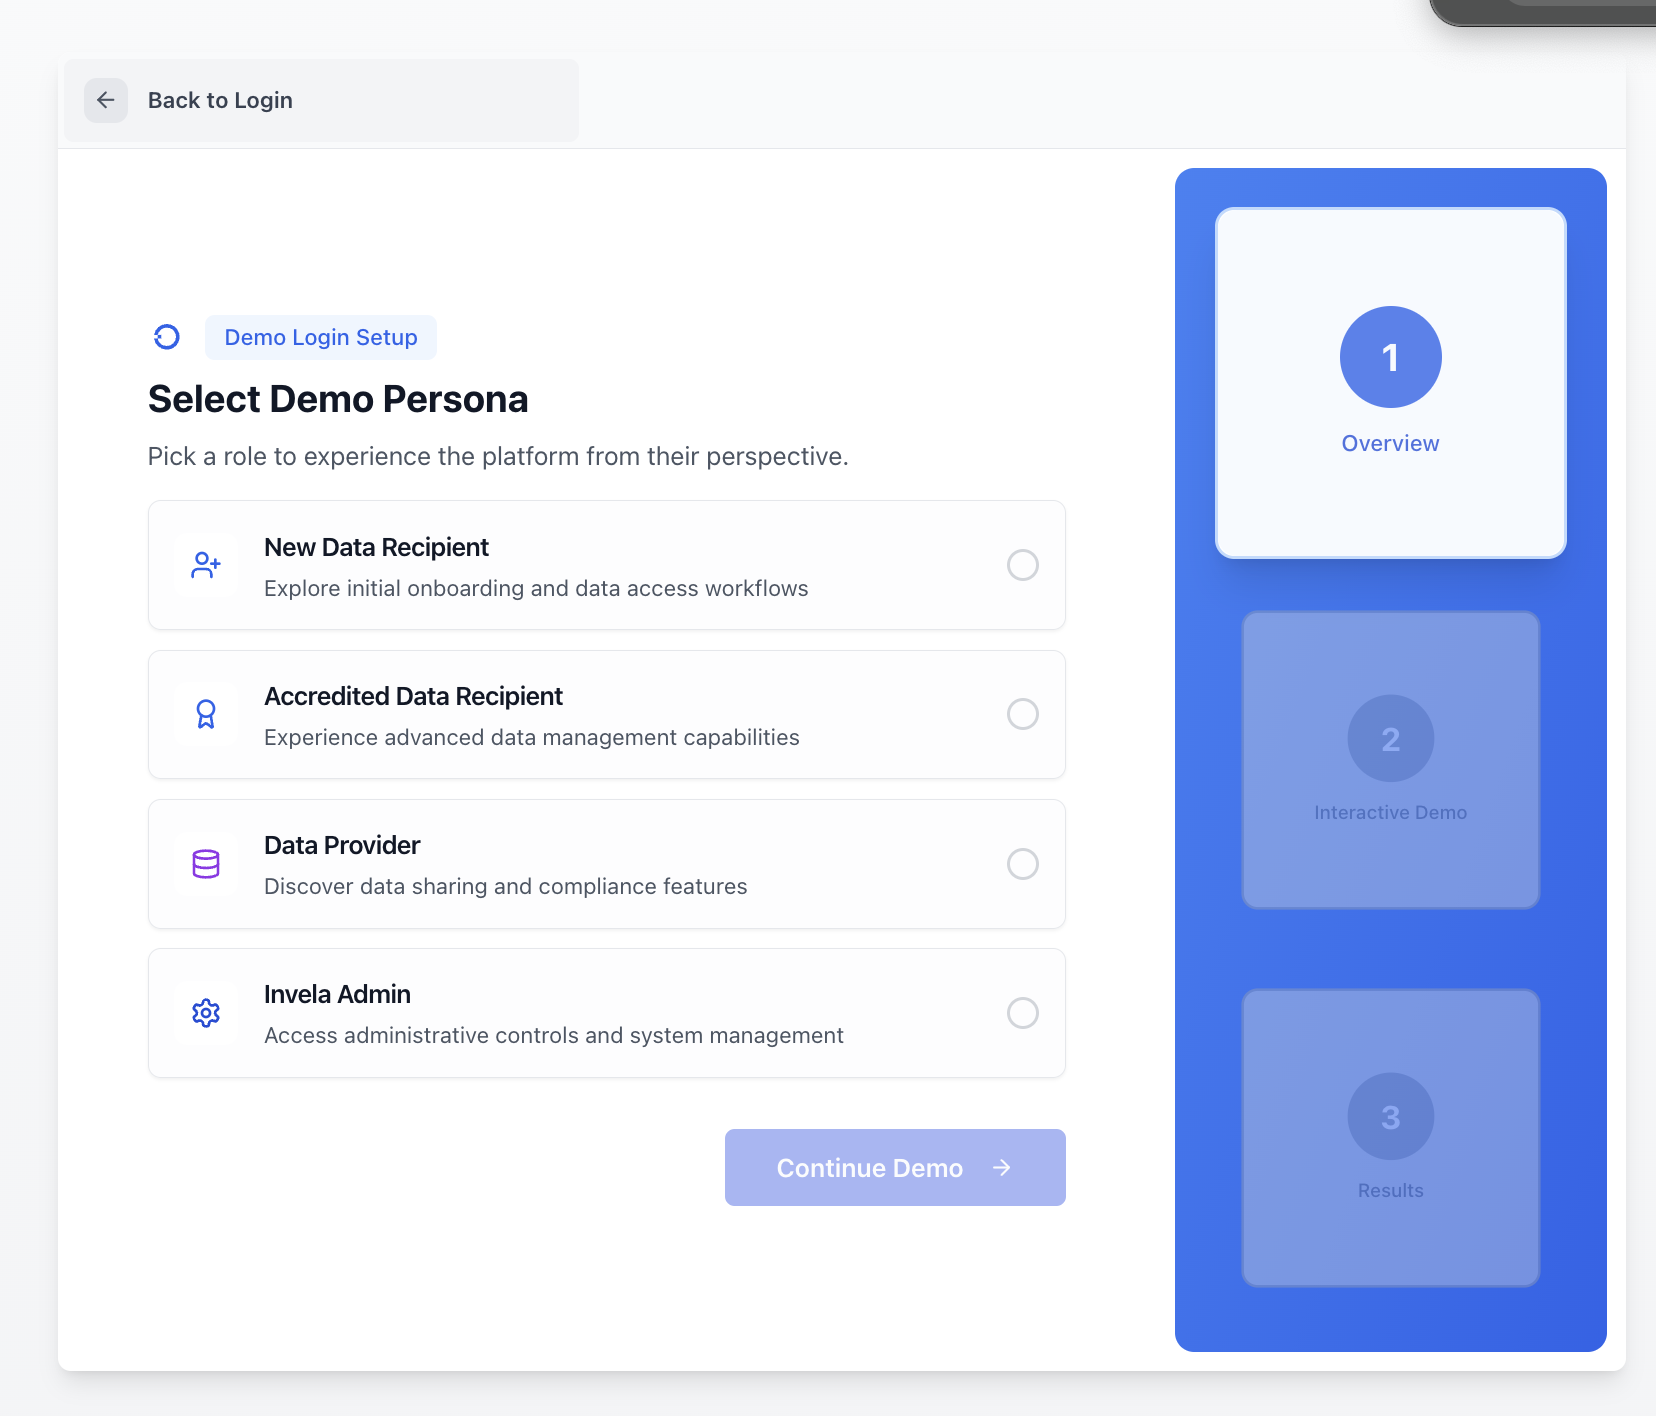 Back to Login
Demo Login Setup
Select Demo Persona
Pick a role to experience the platform from their perspective.
New Data Recipient
Explore initial onboarding and data access workflows
Accredited Data Recipient
Experience advanced data management capabilities
Data Provider
Discover data sharing and compliance features
Invela Admin
Access administrative controls and system management
Continue Demo
1
Overview
2
Interactive Demo
3
Results